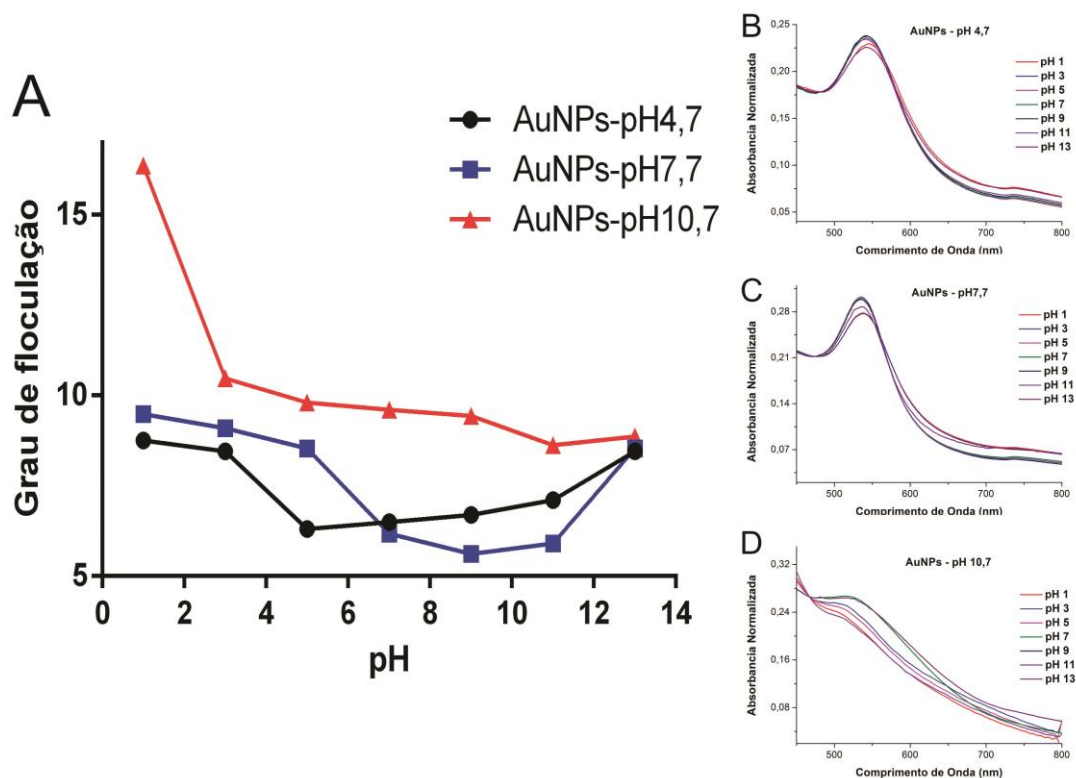 A
Grau de floculação
15
10
5
0 2 4 6 8 10 12 14
pH
AuNPs-pH4,7
AuNPs-pH7,7
AuNPs-pH10,7
B
AuNPs - pH 4,7
Absorbancia Normalizada
0,25
0,20
0,15
0,10
0,05
500 600 700 800
Comprimento de Onda (nm)
pH 1
pH 3
pH 5
pH 7
pH 9
pH 11
pH 13
C
AuNPs - pH7,7
Absorbancia Normalizada
0,28
0,21
0,14
0,07
500 600 700 800
Comprimento de Onda (nm)
pH 1
pH 3
pH 5
pH 7
pH 9
pH 11
pH 13
D
AuNPs - pH 10,7
Absorbancia Normalizada
0,32
0,24
0,16
0,08
500 600 700 800
Comprimento de Onda (nm)
pH 1
pH 3
pH 5
pH 7
pH 9
pH 11
pH 13